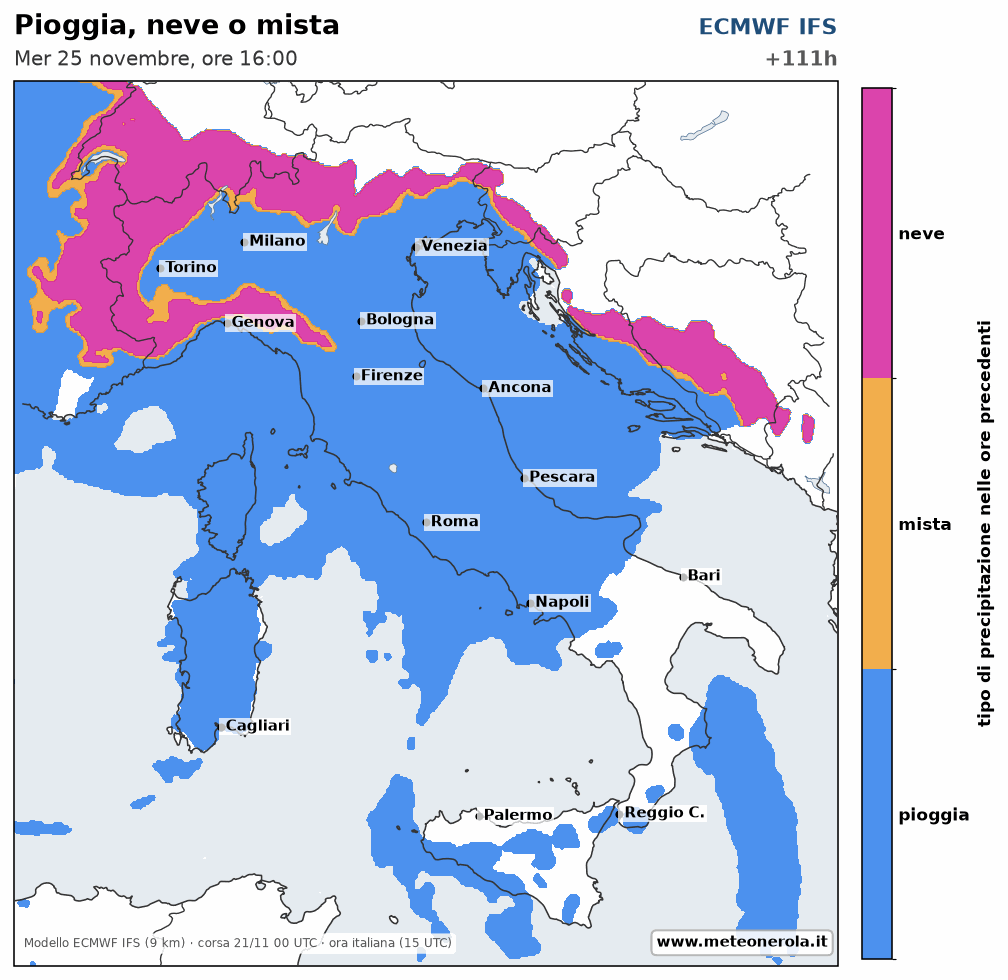 Pioggia, neve o mista
ECMWF IFS
Mer 25 novembre, ore 16:00
+111h
neve
mista
pioggia
tipo di precipitazione nelle ore precedenti
Milano
Venezia
Torino
Genova
Bologna
Firenze
Ancona
Pescara
Roma
Bari
Napoli
Cagliari
Palermo
Reggio C.
Modello ECMWF IFS (9 km) · corsa 21/11 00 UTC · ora italiana (15 UTC)
www.meteonerola.it